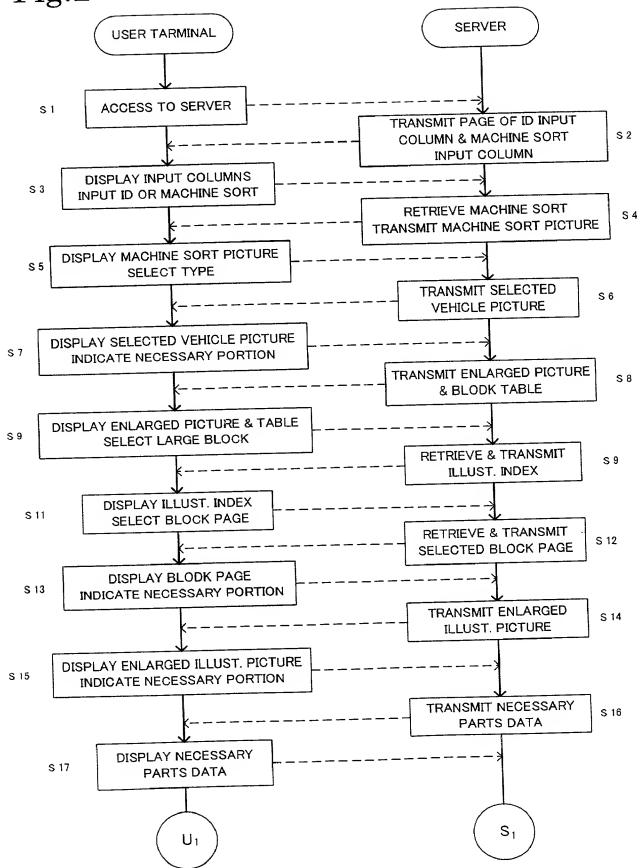 USER TARMINAL
SERVER
S 1
ACCESS TO SERVER
TRANSMIT PAGE OF ID INPUT
COLUMN & MACHINE SORT
INPUT COLUMN
S 2
S 3
DISPLAY INPUT COLUMNS
INPUT ID OR MACHINE SORT
RETRIEVE MACHINE SORT
TRANSMIT MACHINE SORT PICTURE
S 4
S 5
DISPLAY MACHINE SORT PICTURE
SELECT TYPE
TRANSMIT SELECTED
VEHICLE PICTURE
S 6
S 7
DISPLAY SELECTED VEHICLE PICTURE
INDICATE NECESSARY PORTION
TRANSMIT ENLARGED PICTURE
& BLODK TABLE
S 8
S 9
DISPLAY ENLARGED PICTURE & TABLE
SELECT LARGE BLOCK
RETRIEVE & TRANSMIT
ILLUST. INDEX
S 9
S 11
DISPLAY ILLUST. INDEX
SELECT BLOCK PAGE
RETRIEVE & TRANSMIT
SELECTED BLOCK PAGE
S 12
S 13
DISPLAY BLODK PAGE
INDICATE NECESSARY PORTION
TRANSMIT ENLARGED
ILLUST. PICTURE
S 14
S 15
DISPLAY ENLARGED ILLUST. PICTURE
INDICATE NECESSARY PORTION
TRANSMIT NECESSARY
PARTS DATA
S 16
S 17
DISPLAY NECESSARY
PARTS DATA
U1
S1